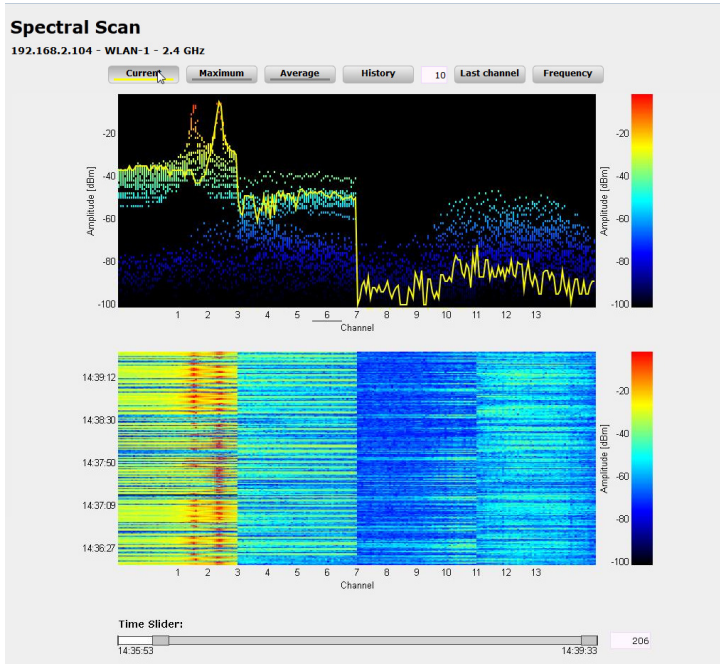 Spectral Scan
192.168.2.104 - WLAN-1 - 2.4 GHz
Current Maximum Average History 10 Last channel Frequency
-20
-40
-60
-80
-100
Amplitude [dBm]
1 2 3 4 5 6 7 8 9 10 11 12 13
Channel
-20
-40
-60
-80
-100
Amplitude [dBm]
14:39:12
14:38:30
14:37:50
14:37:09
14:36:27
1 2 3 4 5 6 7 8 9 10 11 12 13
Channel
-20
-40
-60
-80
-100
Amplitude [dBm]
Time Slider:
206
14:35:53 14:39:33